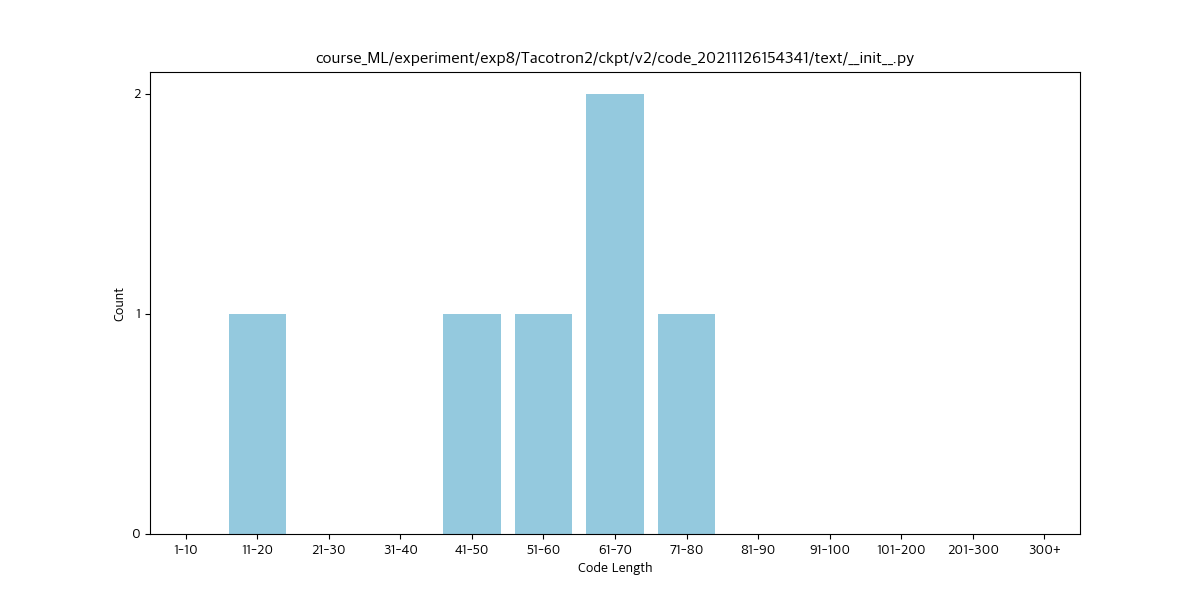 course_ML/experiment/exp8/Tacotron2/ckpt/v2/code_20211126154341/text/__init__.py
2
1
0
Count
1-10 11-20 21-30 31-40 41-50 51-60 61-70 71-80 81-90 91-100 101-200 201-300 300+
Code Length